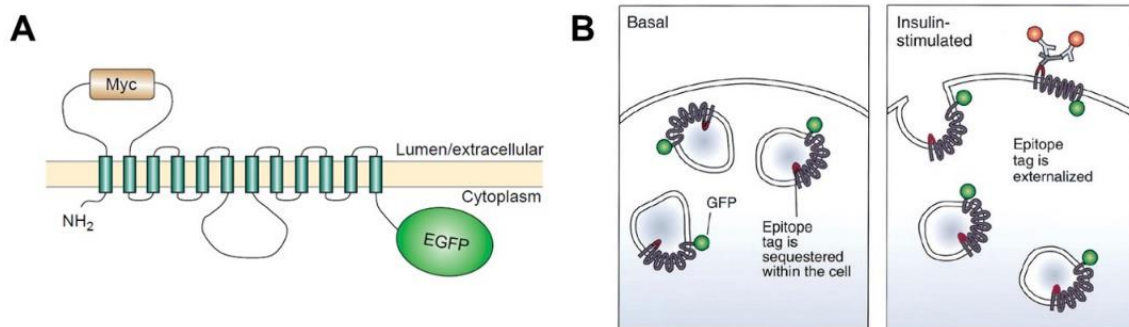 A
Myc
Lumen/extracellular
Cytoplasm
NH2
EGFP
B
Basal
GFP
Epitope
tag is
sequestered
within the cell
Insulin-
stimulated
Epitope
tag is
externalized